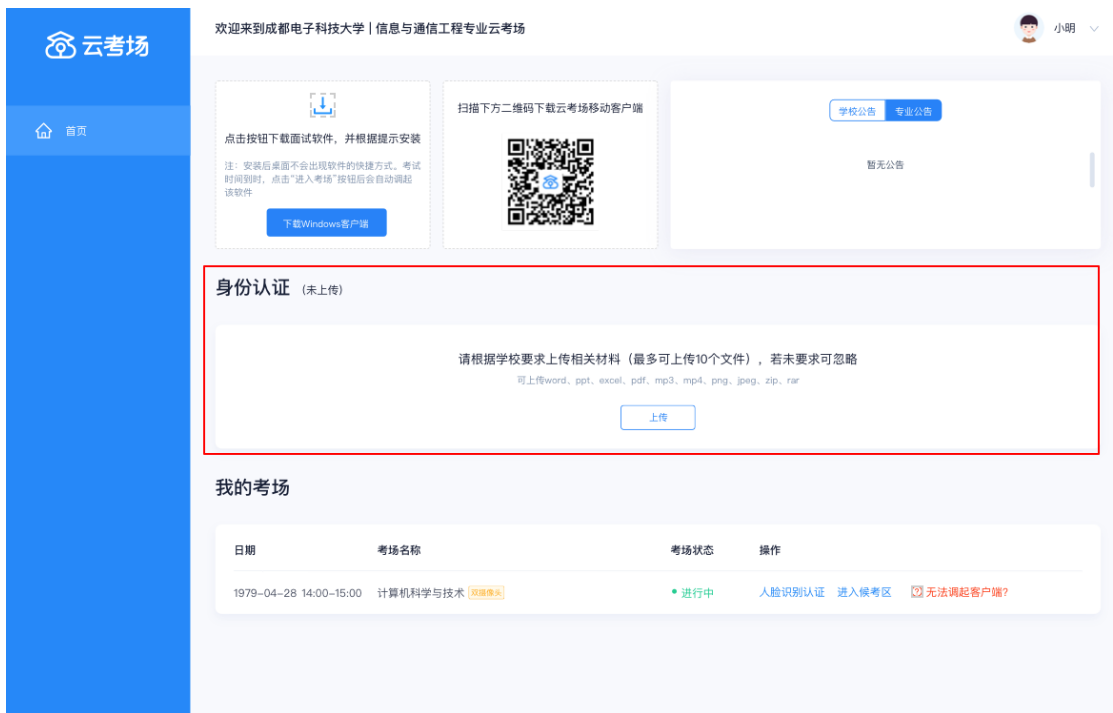 云考场
首页
欢迎来到成都电子科技大学 | 信息与通信工程专业云考场
小明
点击按钮下载面试软件，并根据提示安装
注：安装后桌面不会出现软件的快捷方式。考试
时间到时，点击“进入考场”按钮后会自动调起
该软件
下载Windows客户端
扫描下方二维码下载云考场移动客户端
学校公告 专业公告
暂无公告
身份认证 （未上传）
请根据学校要求上传相关材料（最多可上传10个文件），若未要求可忽略
可上传word、ppt、excel、pdf、mp3、mp4、png、jpeg、zip、rar
上传
我的考场
日期 考场名称 考场状态 操作
1979-04-28 14:00-15:00 计算机科学与技术 双摄像头 进行中 人脸识别认证 进入候考区 无法调起客户端?